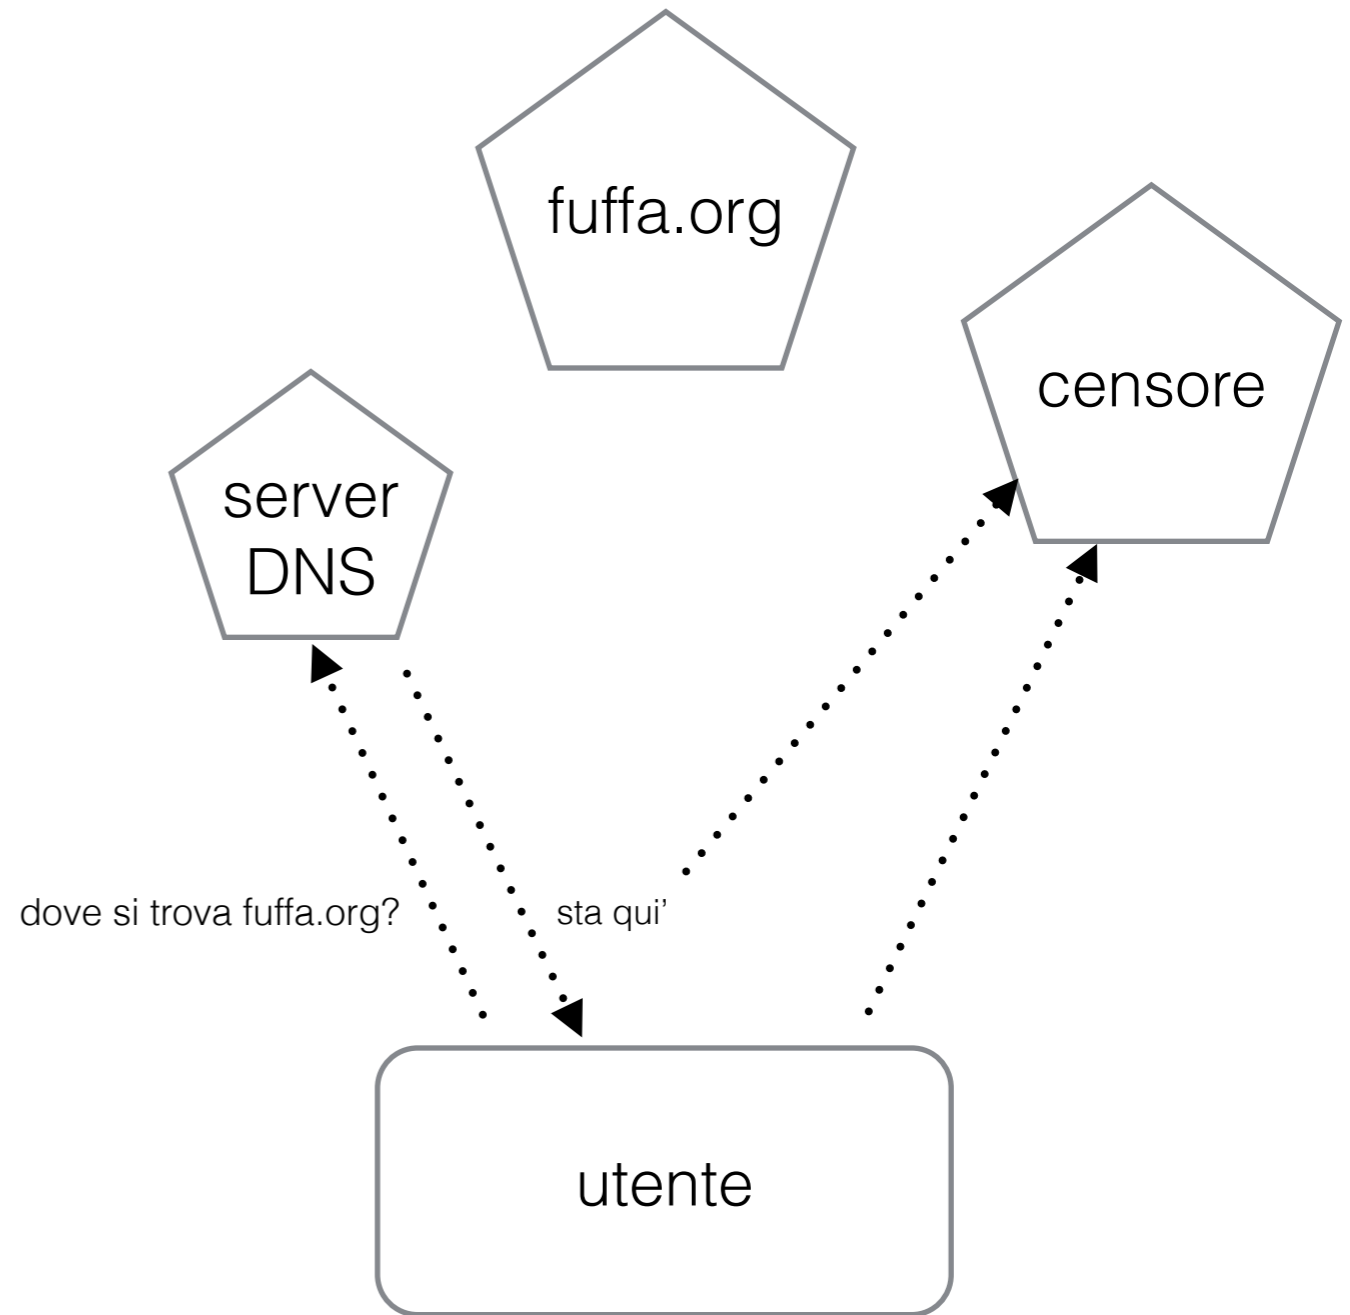 fuffa.org
censore
server
DNS
dove si trova fuffa.org?
sta qui’
utente